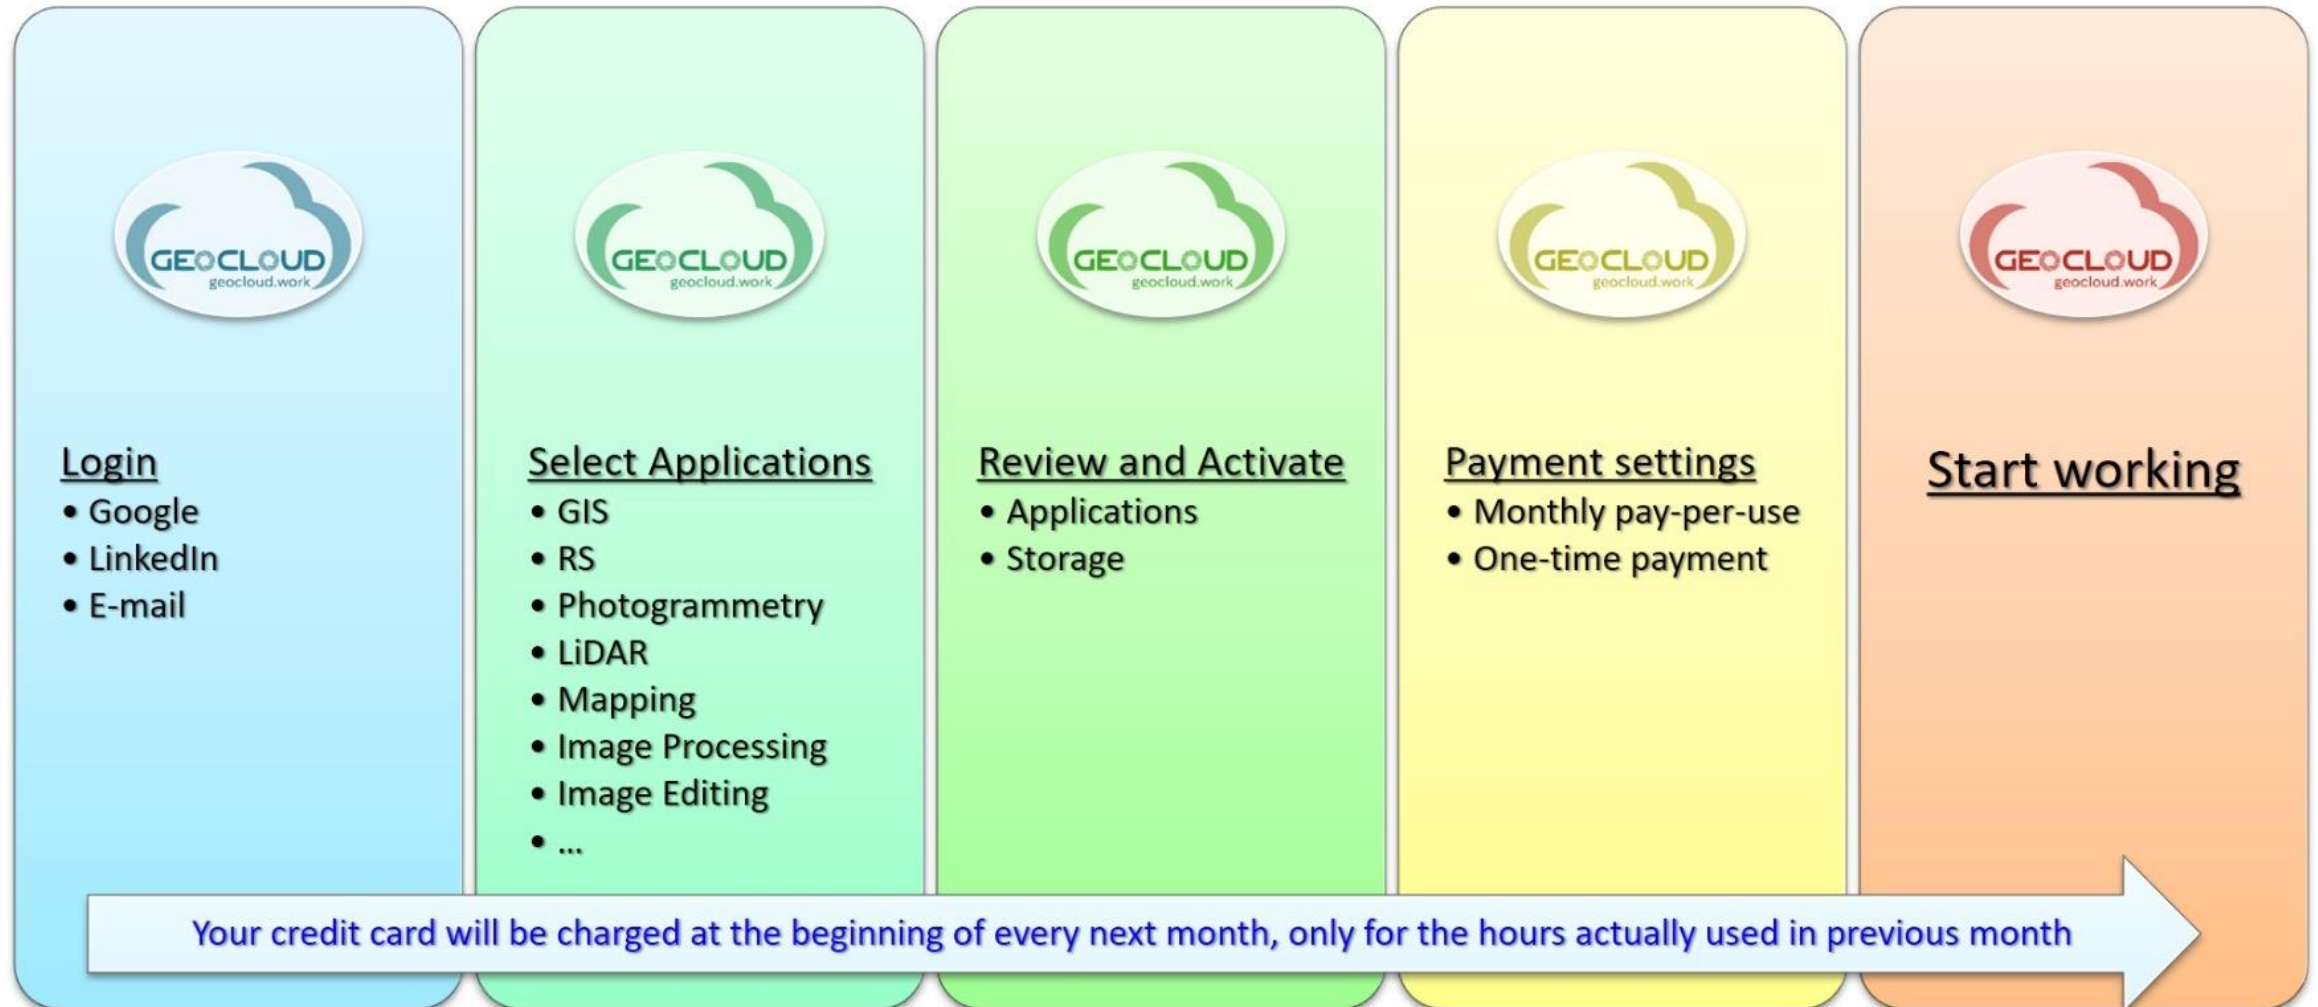 GEOCLOUD
geocloud.work
Login
• Google
• LinkedIn
• E-mail
GEOCLOUD
geocloud.work
Select Applications
• GIS
• RS
• Photogrammetry
• LiDAR
• Mapping
• Image Processing
• Image Editing
• ...
GEOCLOUD
geocloud.work
Review and Activate
• Applications
• Storage
GEOCLOUD
geocloud.work
Payment settings
• Monthly pay-per-use
• One-time payment
GEOCLOUD
geocloud.work
Start working
Your credit card will be charged at the beginning of every next month, only for the hours actually used in previous month